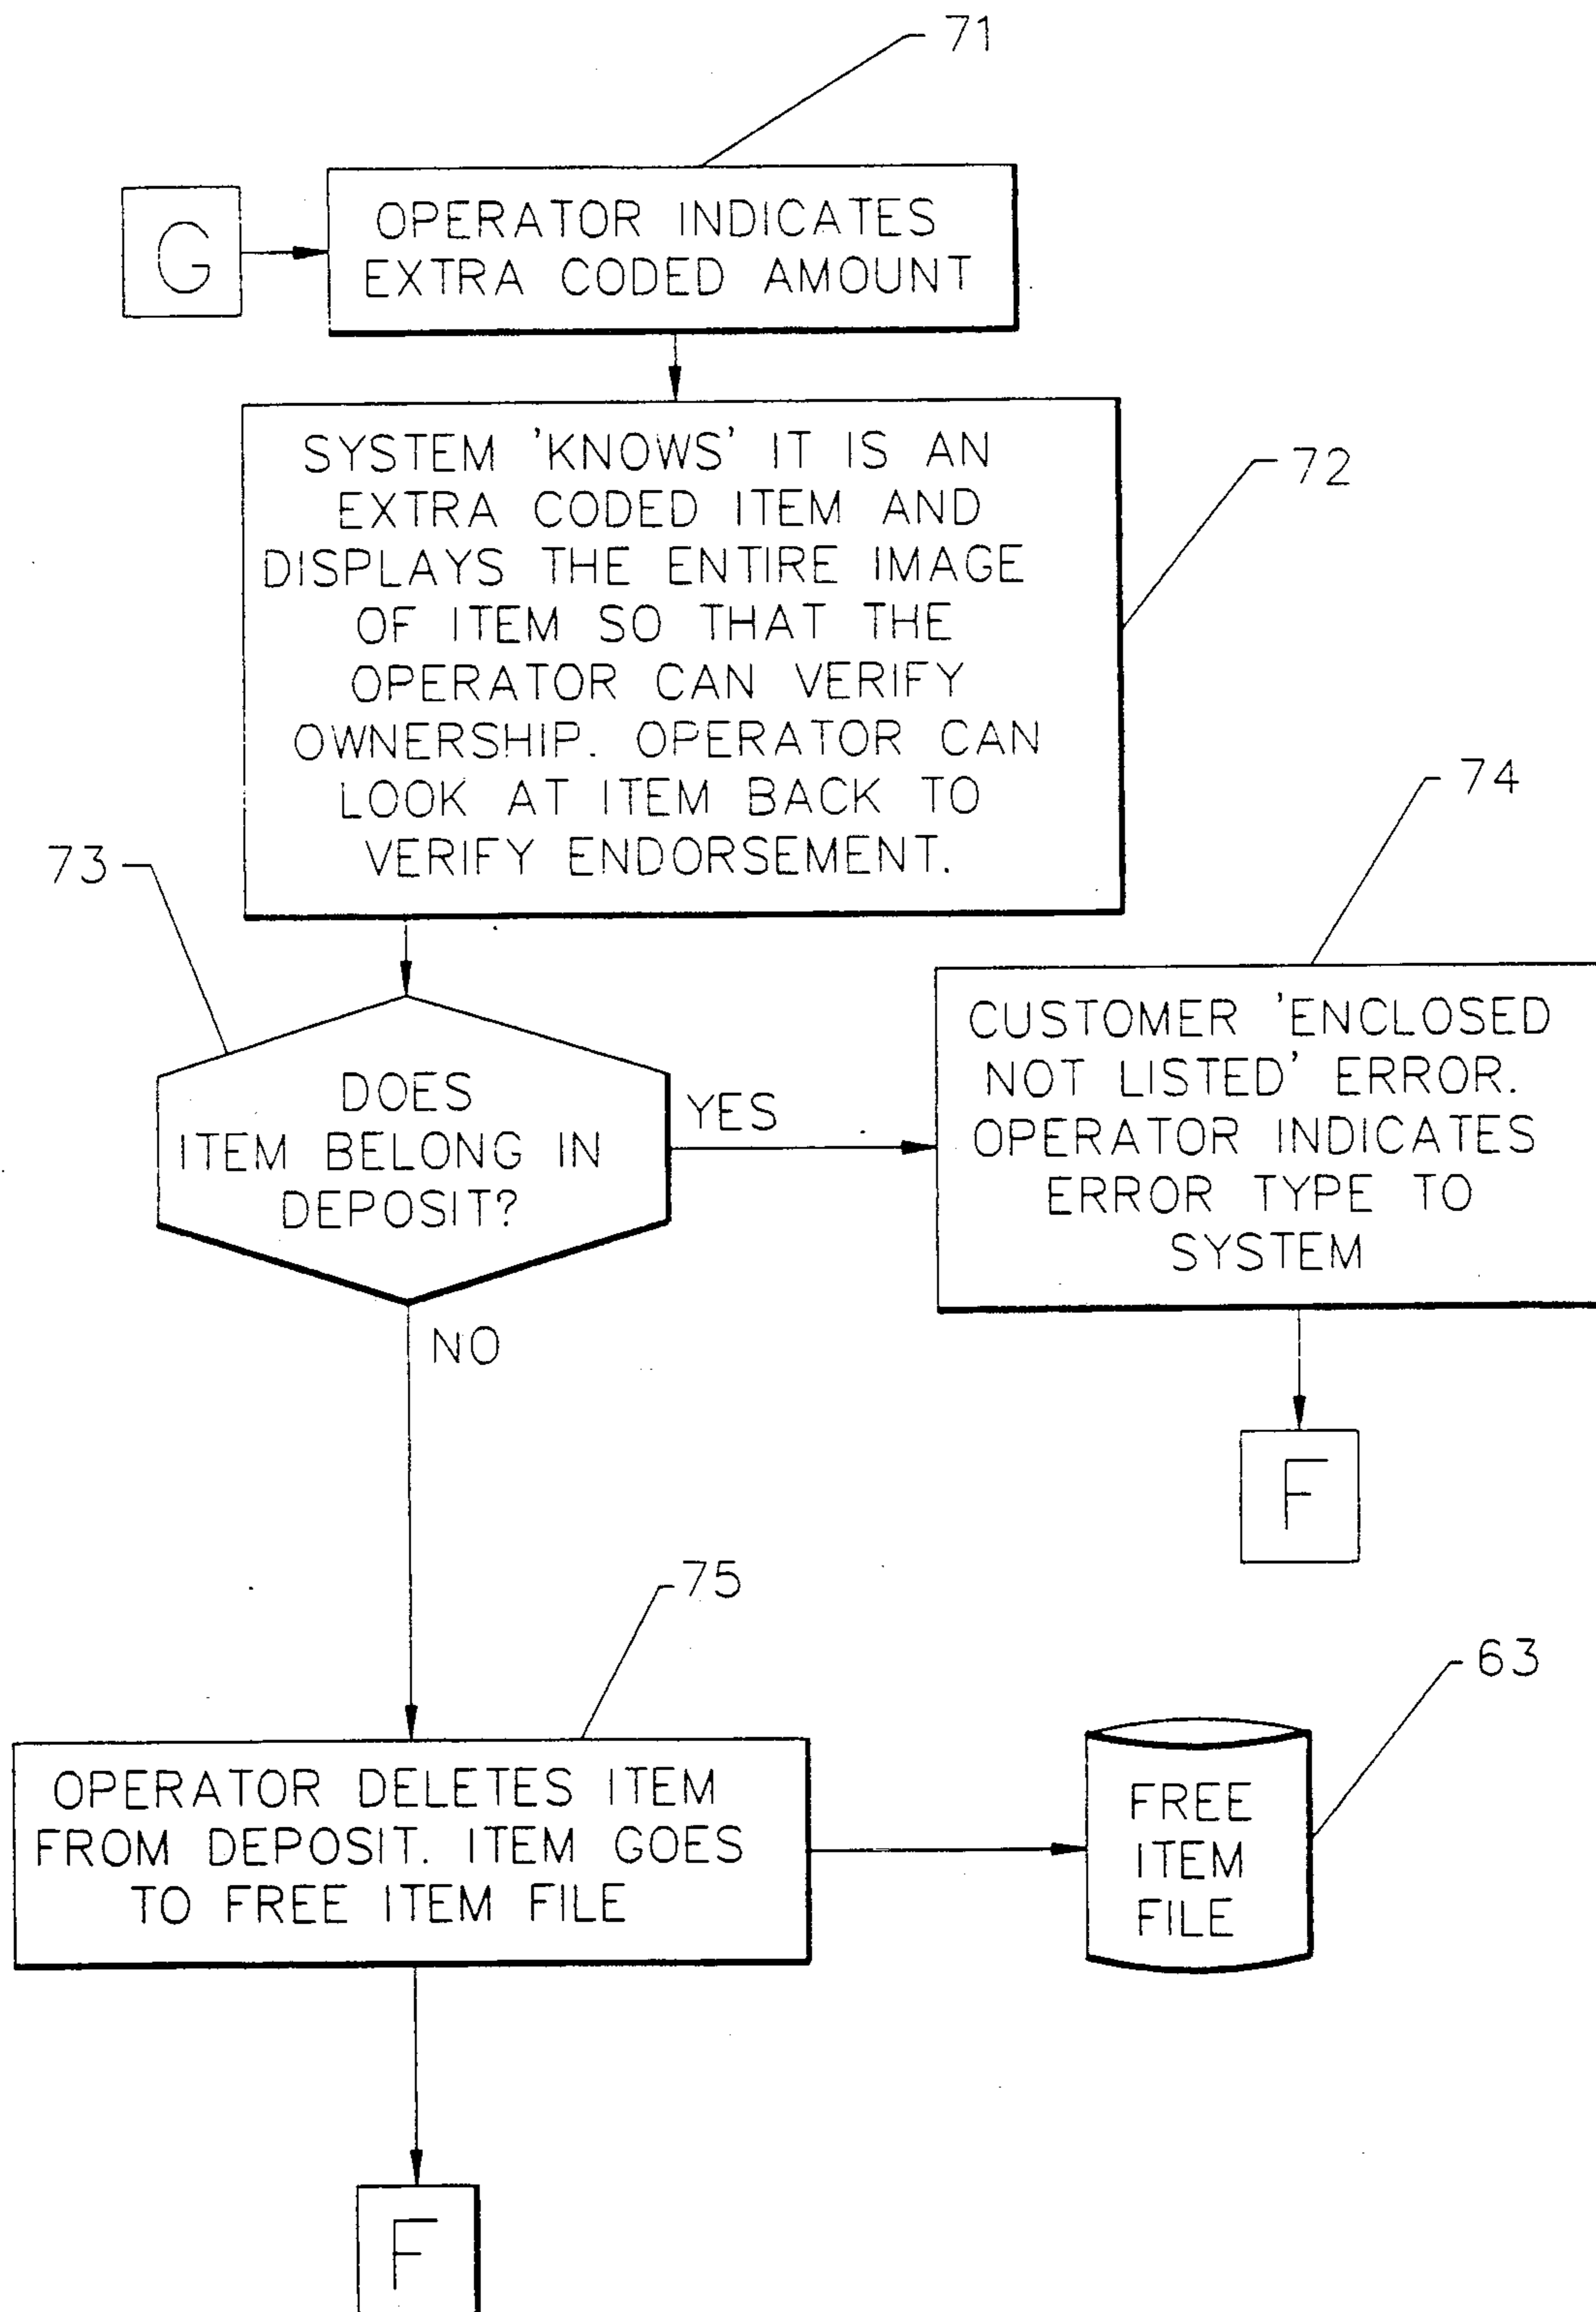 71
G
OPERATOR INDICATES
EXTRA CODED AMOUNT
SYSTEM 'KNOWS' IT IS AN
EXTRA CODED ITEM AND
DISPLAYS THE ENTIRE IMAGE
OF ITEM SO THAT THE
OPERATOR CAN VERIFY
OWNERSHIP. OPERATOR CAN
LOOK AT ITEM BACK TO
VERIFY ENDORSEMENT.
72
73
DOES
ITEM BELONG IN
DEPOSIT?
YES
NO
74
CUSTOMER 'ENCLOSED
NOT LISTED' ERROR.
OPERATOR INDICATES
ERROR TYPE TO
SYSTEM
F
75
OPERATOR DELETES ITEM
FROM DEPOSIT. ITEM GOES
TO FREE ITEM FILE
63
FREE
ITEM
FILE
F